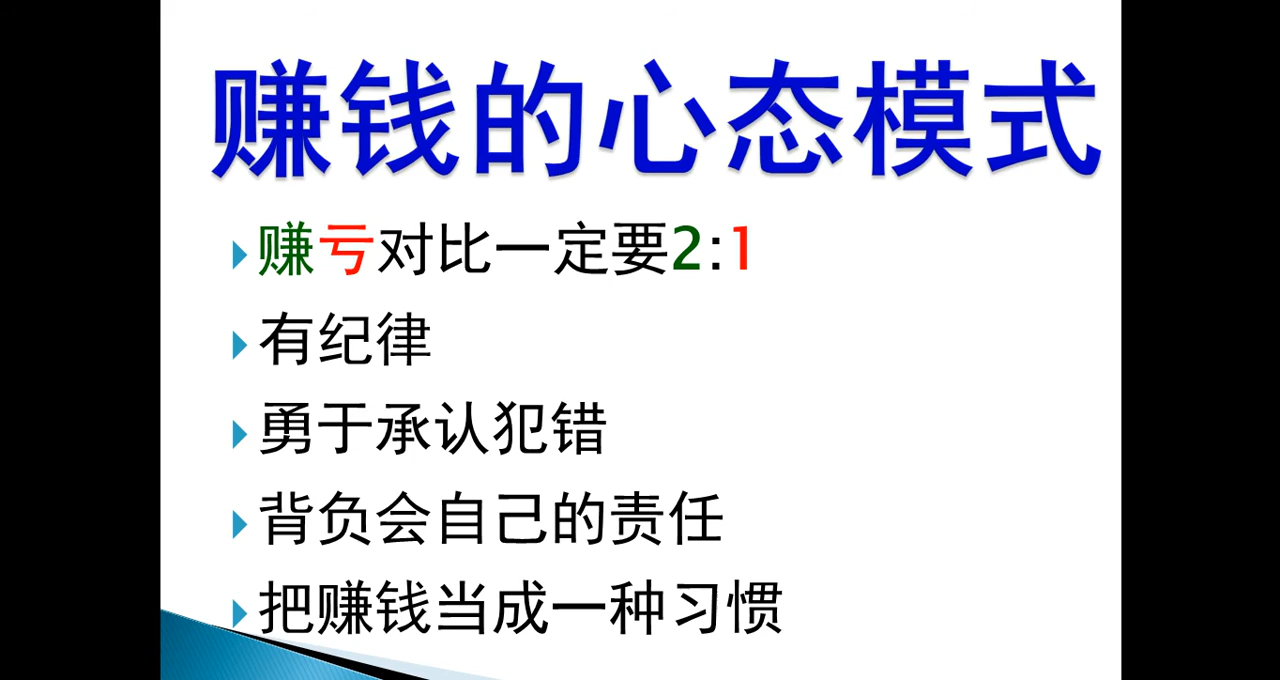 赚钱的心态模式
赚亏对比一定要2:1
有纪律
勇于承认犯错
背负会自己的责任
把赚钱当成一种习惯